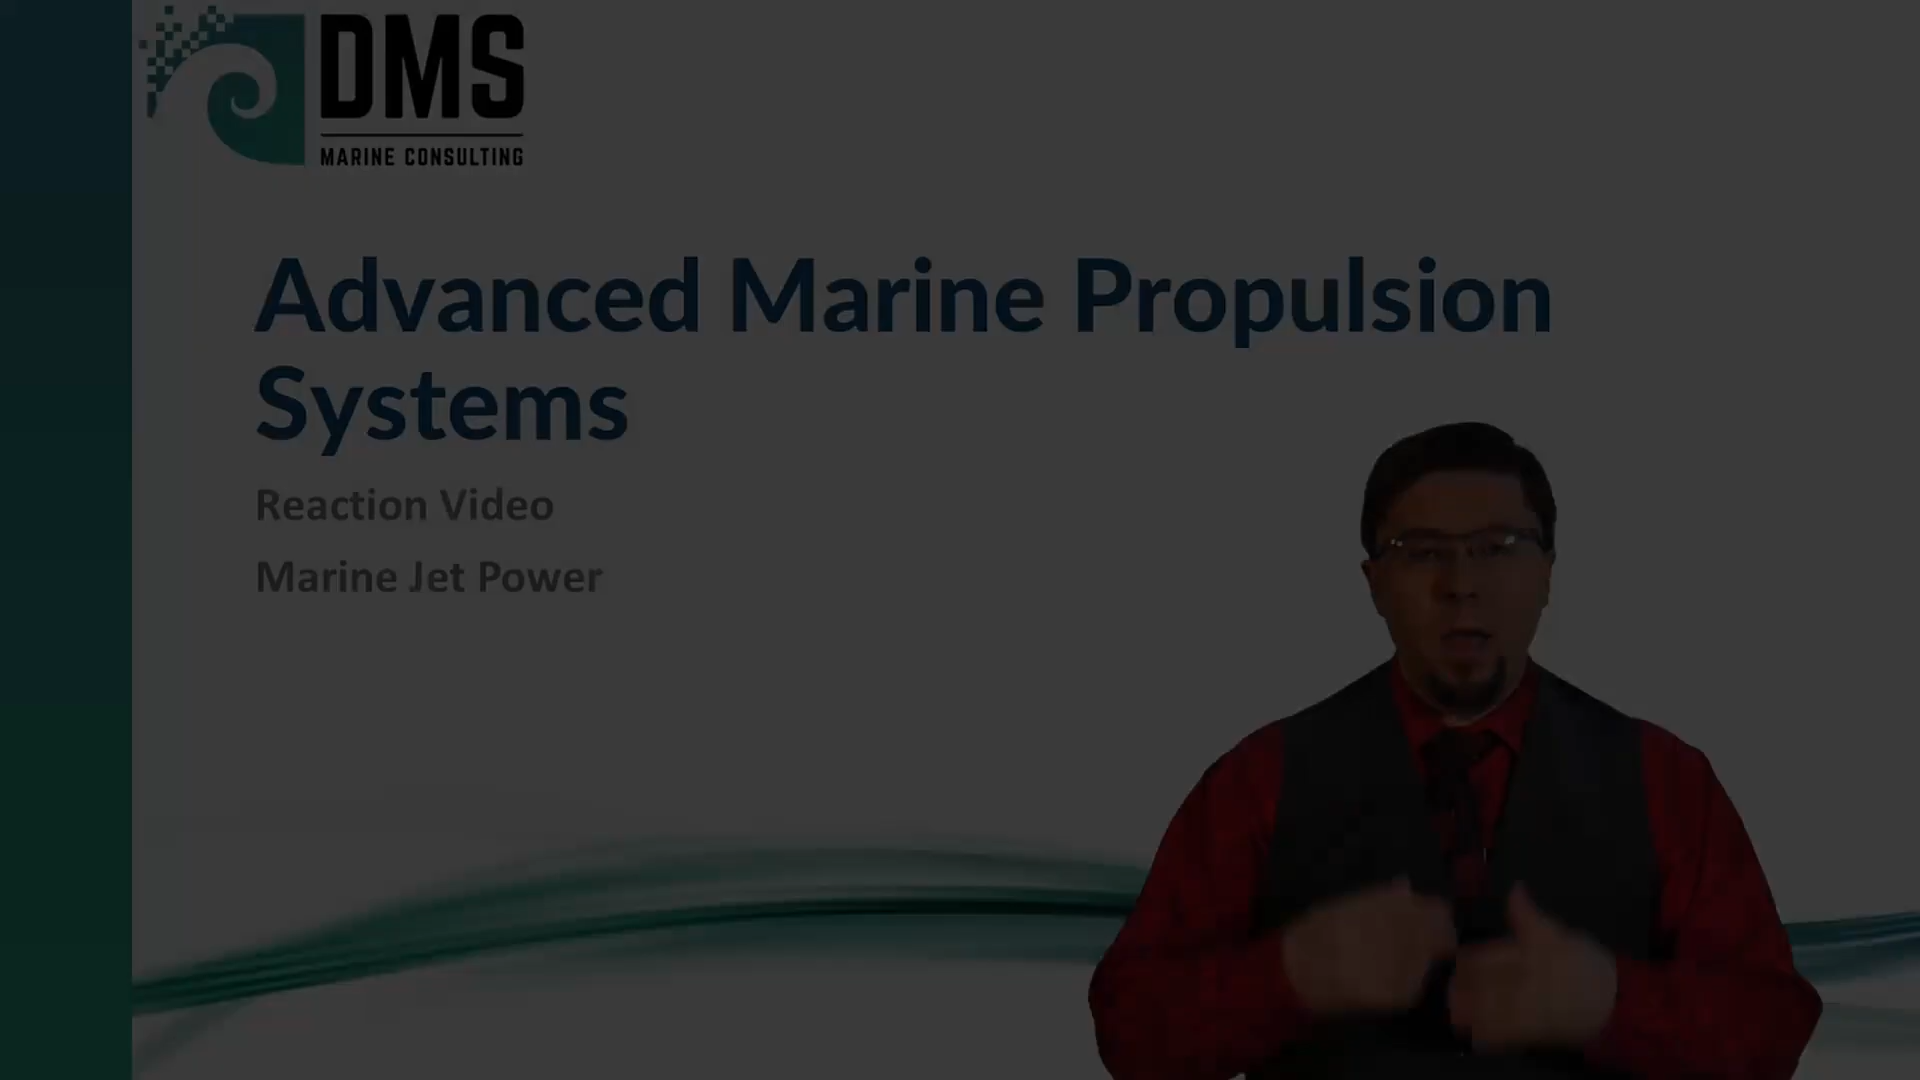 DMS
MARINE CONSULTING
Advanced Marine Propulsion
Systems
Reaction Video
Marine Jet Power